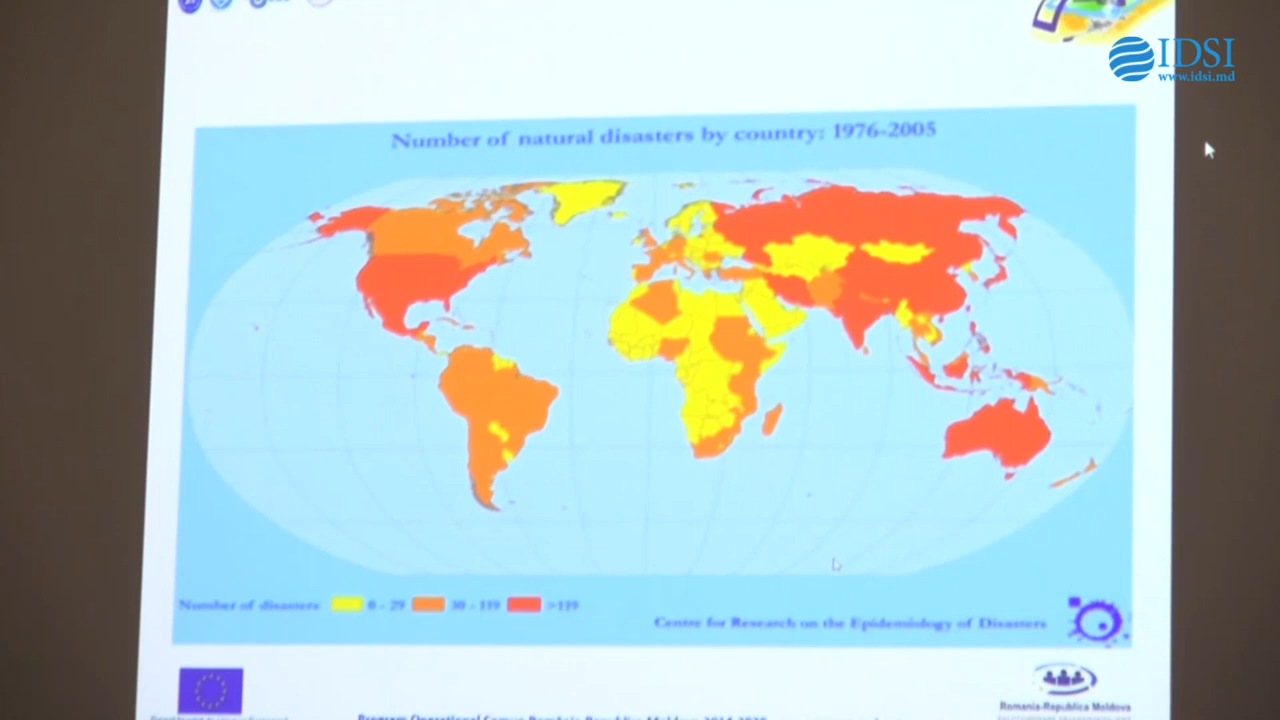 IDSI
www.idsi.md
Number of natural disasters by country: 1976-2005
Number of disasters 0 - 29 30 - 119 >119
Centre for Research on the Epidemiology of Disasters
Romania-Republica Moldova